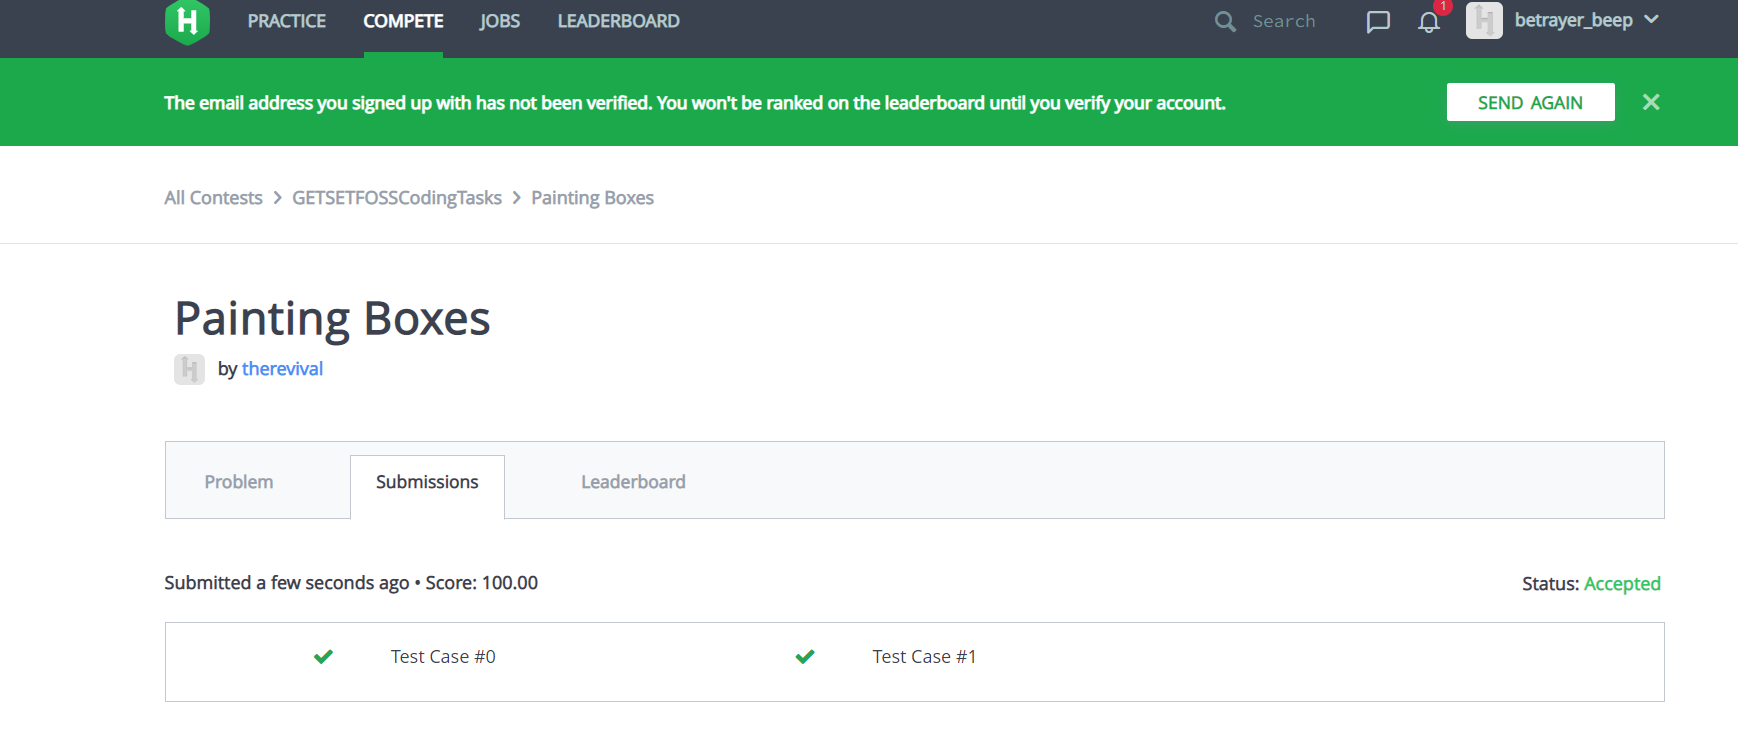 H PRACTICE COMPETE JOBS LEADERBOARD Search 1 H betrayer_beep
The email address you signed up with has not been verified. You won't be ranked on the leaderboard until you verify your account. SEND AGAIN
All Contests > GETSETFOSSCodingTasks > Painting Boxes
Painting Boxes
H by therevival
Problem Submissions Leaderboard
Submitted a few seconds ago • Score: 100.00 Status: Accepted
Test Case #0 Test Case #1